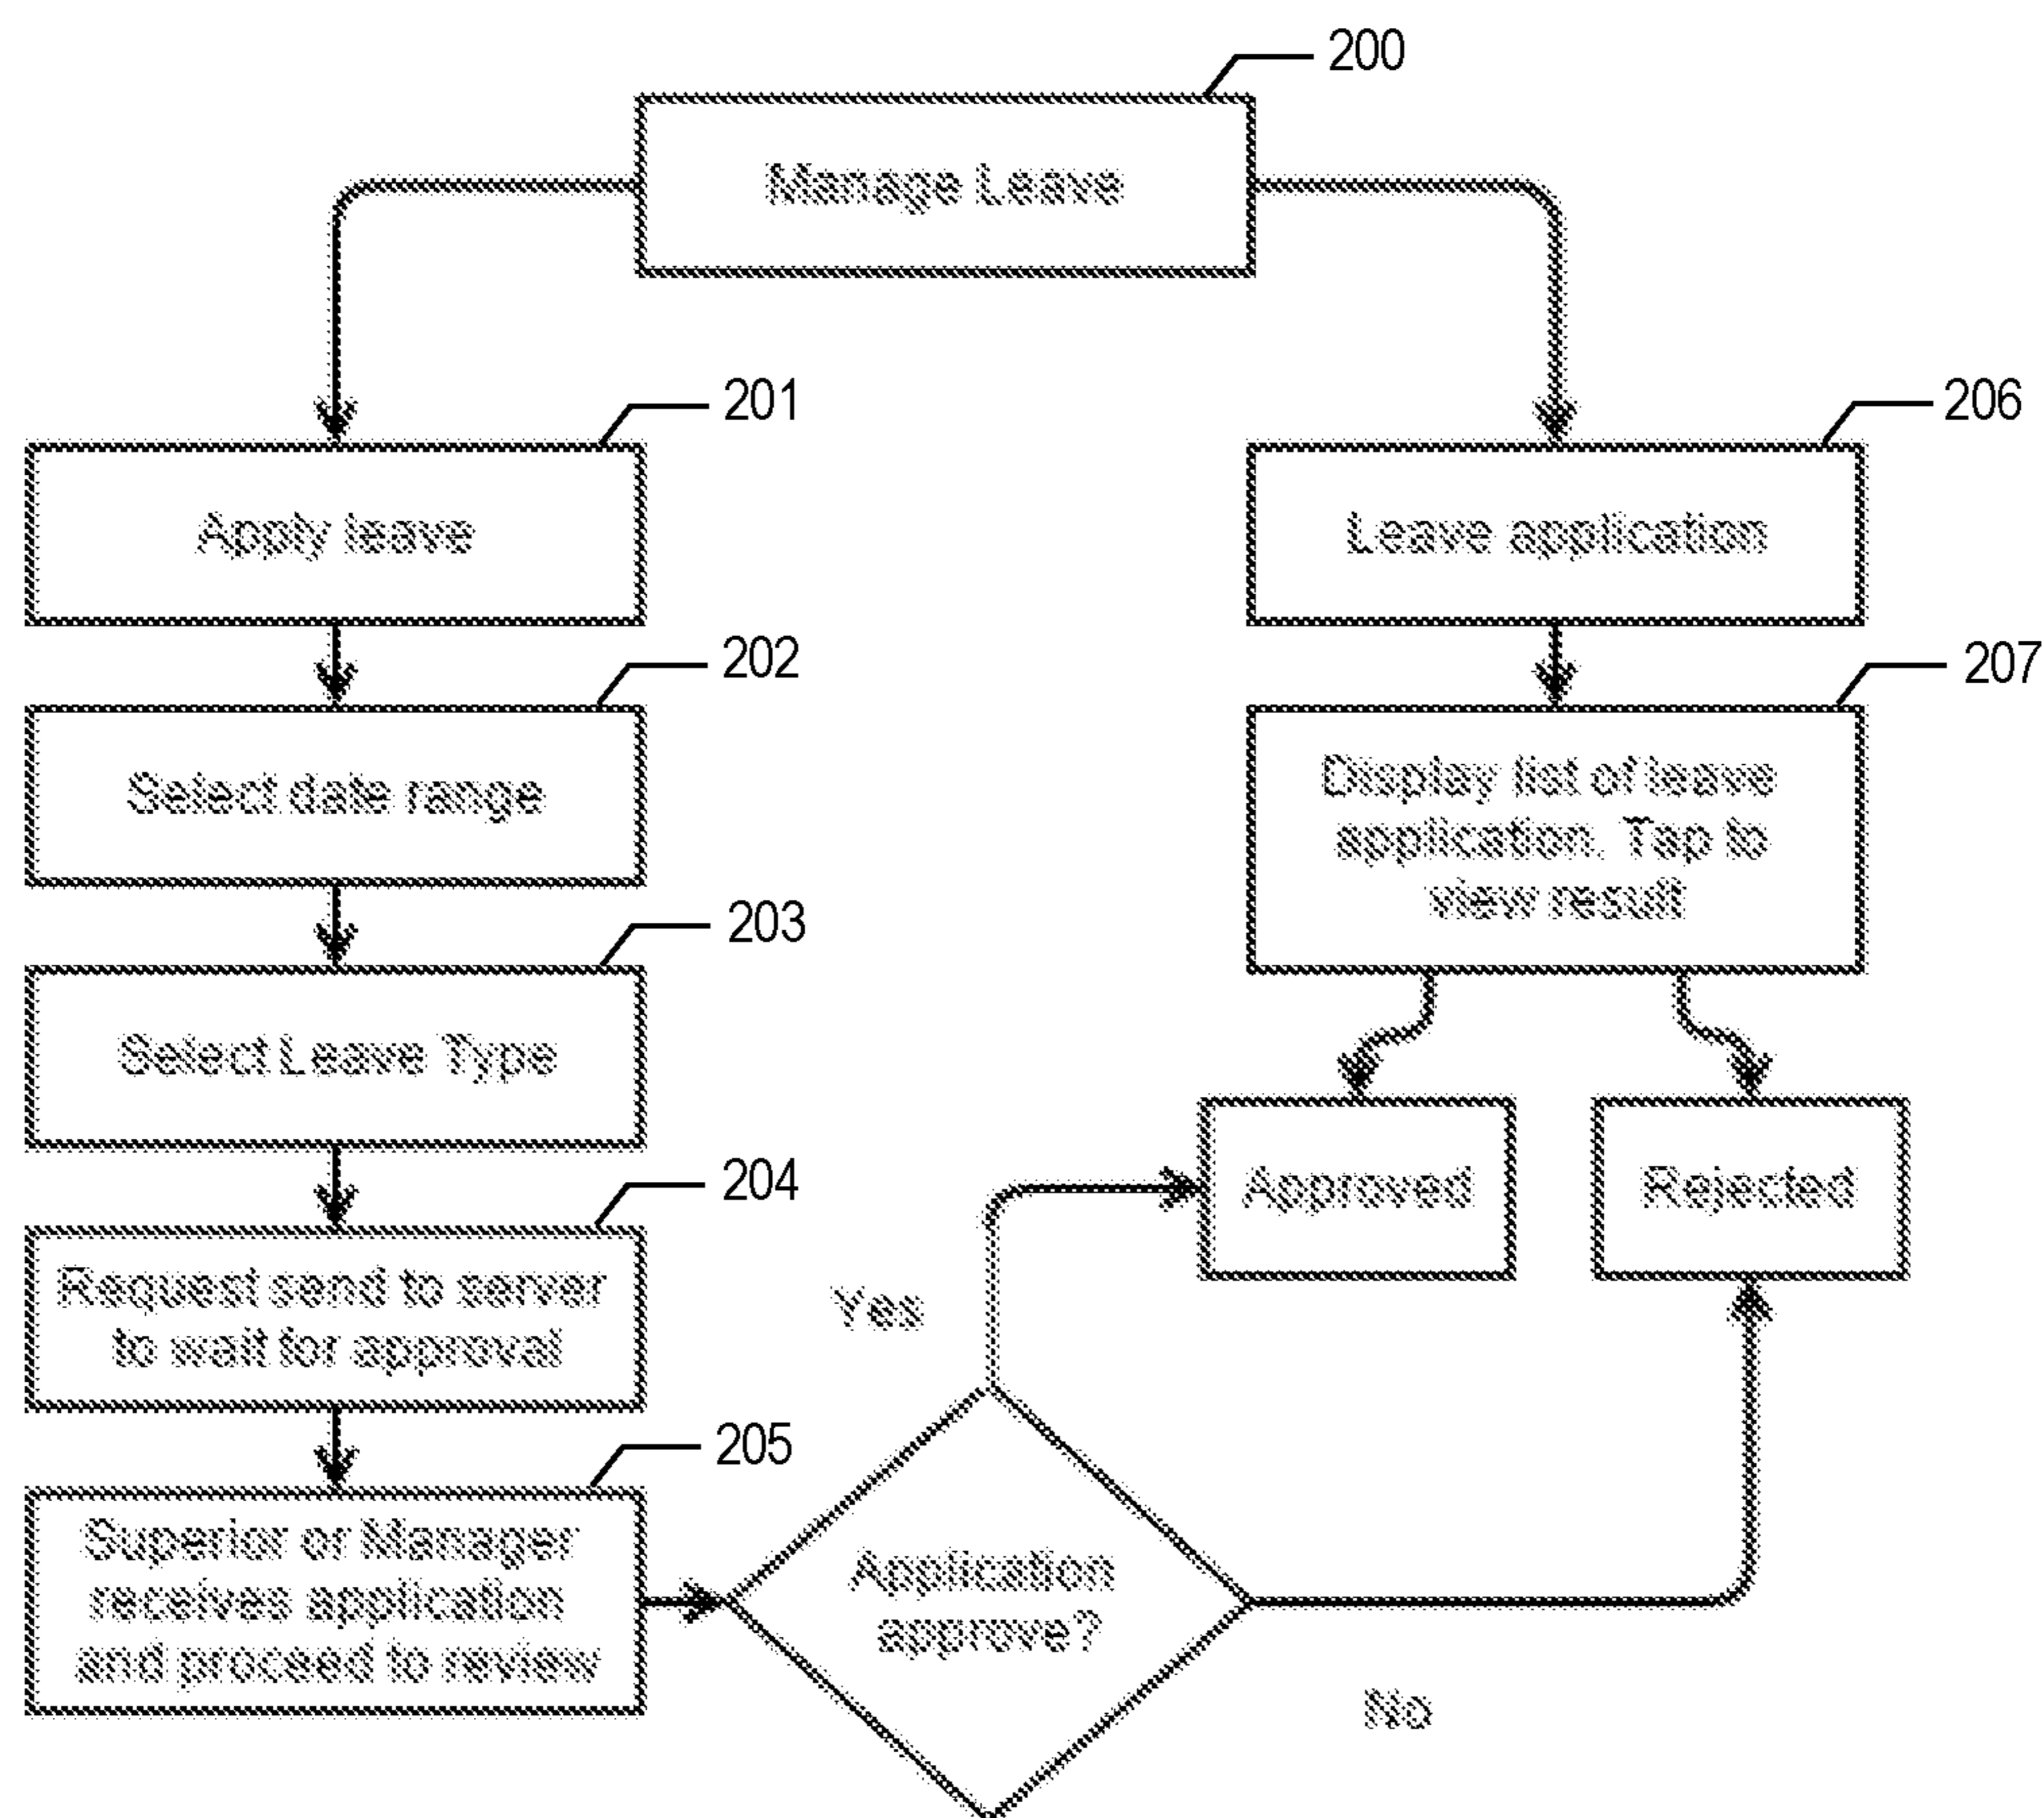 200
Manage Leave
201
Apply leave
206
Leave application
202
Select date range
207
Display list of leave
application. Tap to
view result
203
Select Leave Type
204
Request send to server
to wait for approval
Approved
Rejected
Yes
205
Superior or Manager
receives application
and proceed to review
Application
approve?
No